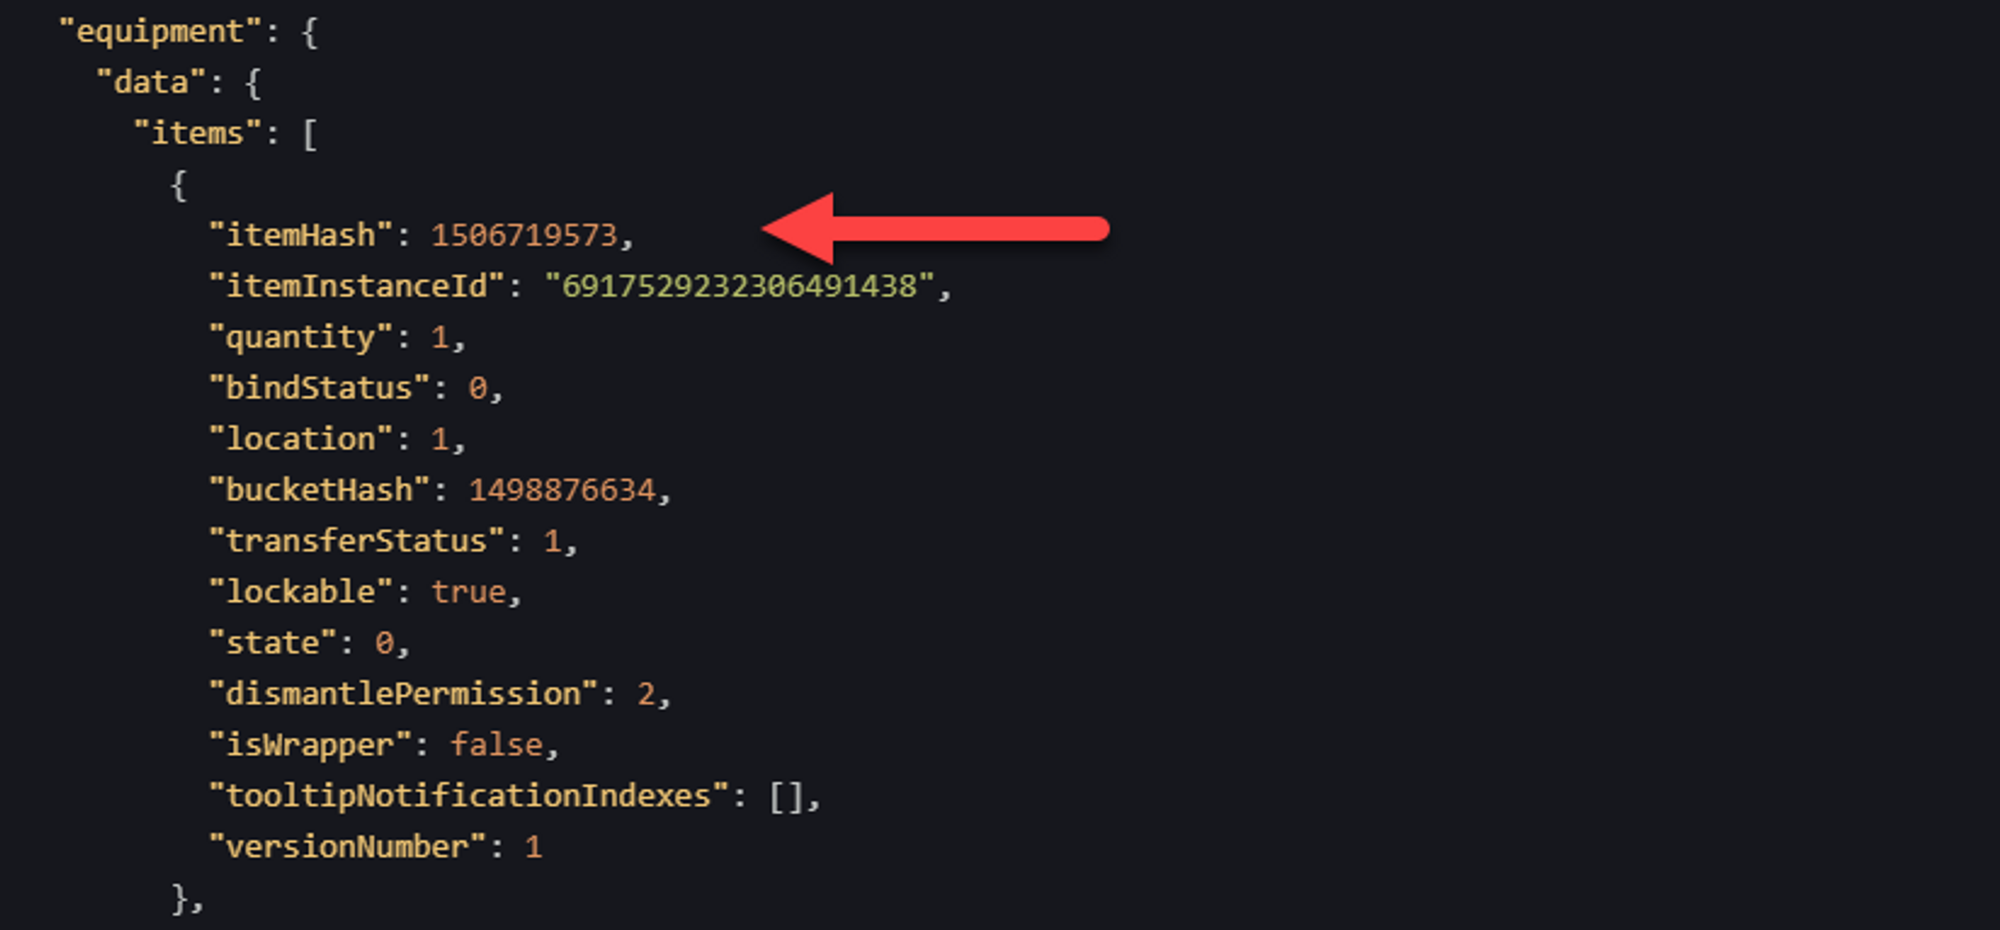 "equipment": {
"data": {
"items": [
{
"itemHash": 1506719573,
"itemInstanceId": "6917529232306491438",
"quantity": 1,
"bindStatus": 0,
"location": 1,
"bucketHash": 1498876634,
"transferStatus": 1,
"lockable": true,
"state": 0,
"dismantlePermission": 2,
"isWrapper": false,
"tooltipNotificationIndexes": [],
"versionNumber": 1
},